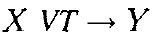 X VT → Y